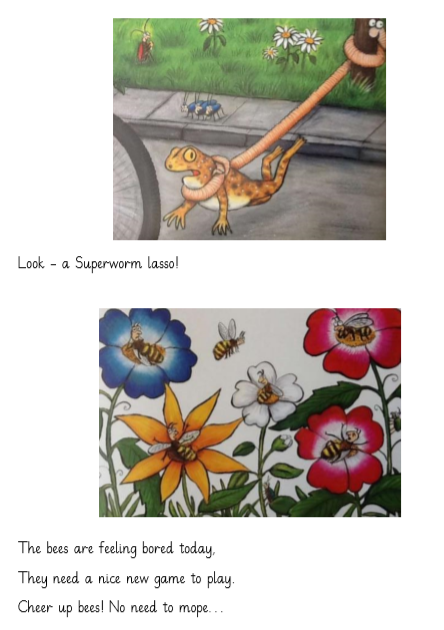 Look – a Superworm lasso!
The bees are feeling bored today,
They need a nice new game to play.
Cheer up bees! No need to mope...